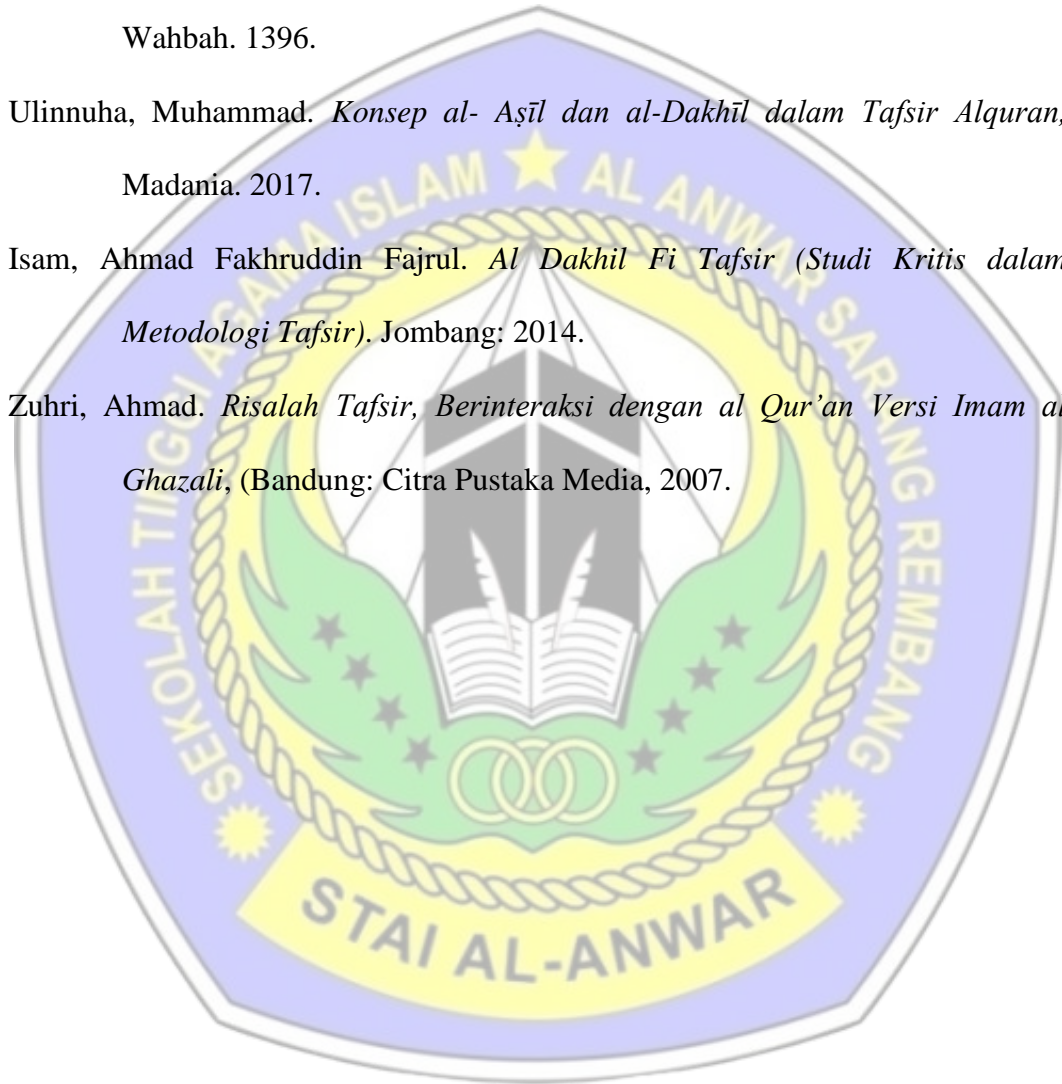 Wahbah. 1396.
Ulinnuha, Muhammad. Konsep al- Aṣīl dan al-Dakhīl dalam Tafsir Alquran,
Madania. 2017.
Isam, Ahmad Fakhruddin Fajrul. Al Dakhil Fi Tafsir (Studi Kritis dalam
Metodologi Tafsir). Jombang: 2014.
Zuhri, Ahmad. Risalah Tafsir, Berinteraksi dengan al Qur’an Versi Imam al
Ghazali, (Bandung: Citra Pustaka Media, 2007.
SEKOLAH TINGGI AGAMA ISLAM ★ AL ANWAR SARANG REMBANG
STAI AL-ANWAR